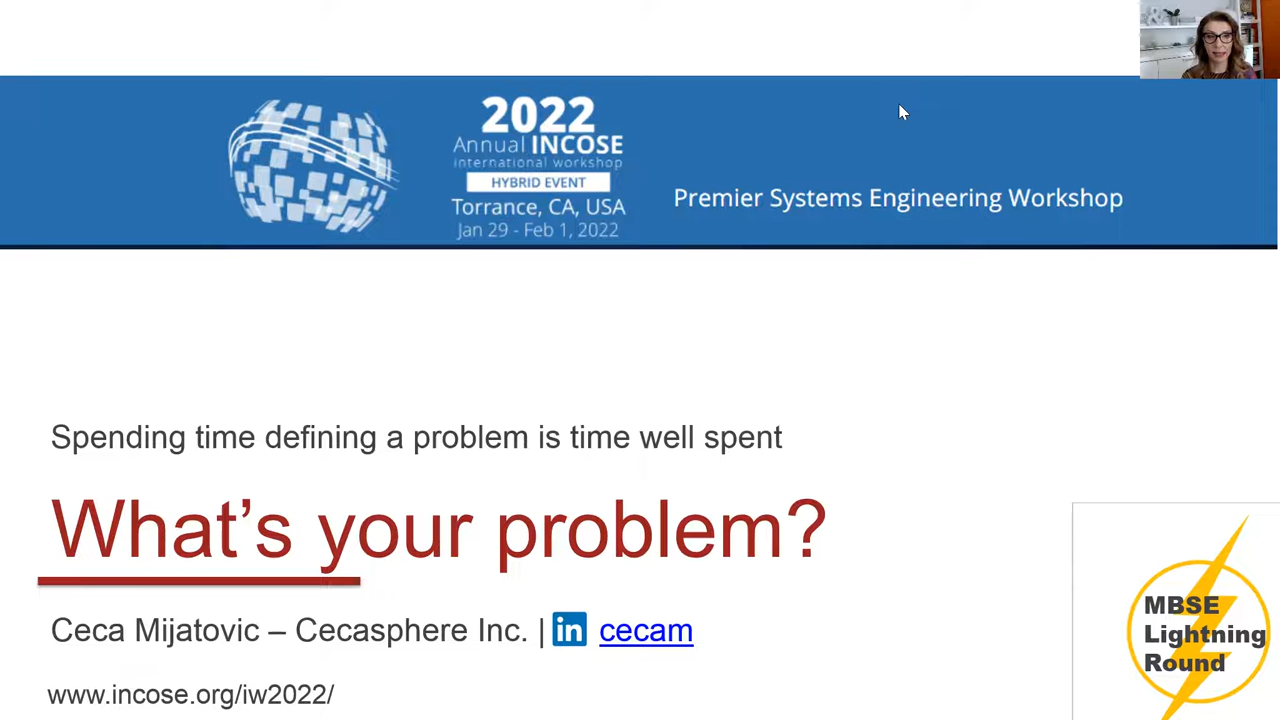 2022
Annual INCOSE
international workshop
HYBRID EVENT
Torrance, CA, USA
Jan 29 - Feb 1, 2022
Premier Systems Engineering Workshop
Spending time defining a problem is time well spent
What's your problem?
Ceca Mijatovic – Cecasphere Inc. | in cecam
www.incose.org/iw2022/
MBSE
Lightning
Round